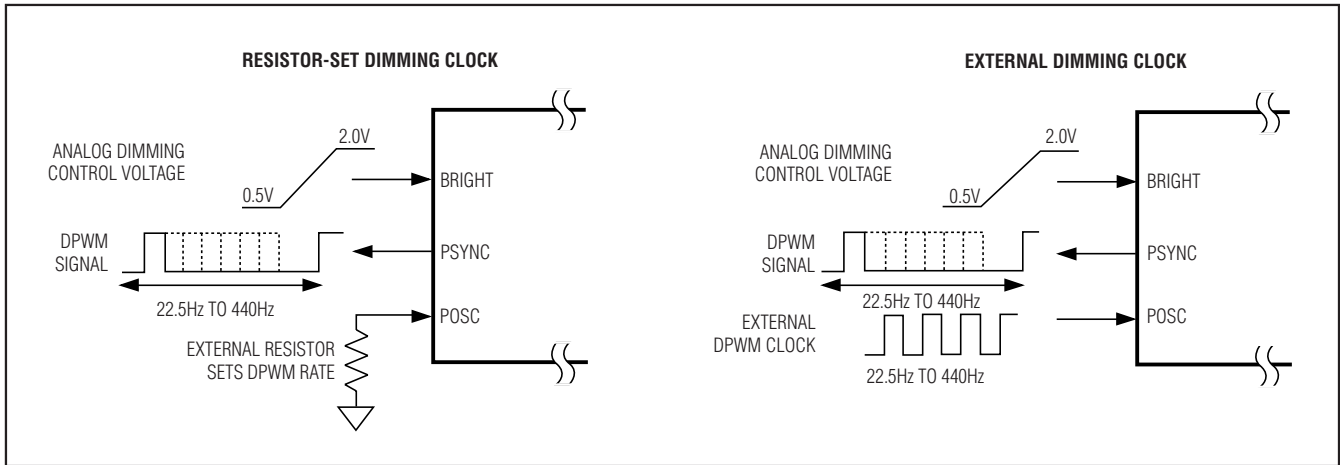 RESISTOR-SET DIMMING CLOCK
ANALOG DIMMING
CONTROL VOLTAGE
0.5V
2.0V
BRIGHT
DPWM
SIGNAL
PSYNC
22.5Hz TO 440Hz
POSC
EXTERNAL RESISTOR
SETS DPWM RATE
EXTERNAL DIMMING CLOCK
ANALOG DIMMING
CONTROL VOLTAGE
0.5V
2.0V
BRIGHT
DPWM
SIGNAL
PSYNC
22.5Hz TO 440Hz
EXTERNAL
DPWM CLOCK
POSC
22.5Hz TO 440Hz